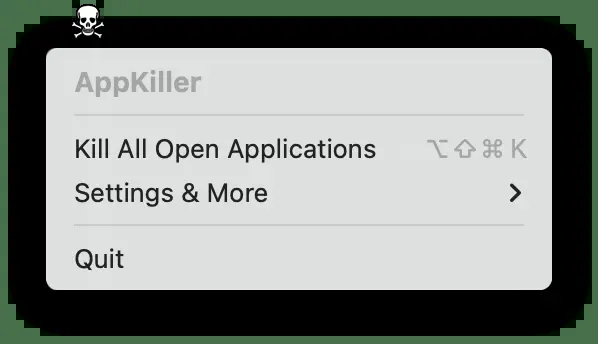 AppKiller
Kill All Open Applications ⌥⇧⌘K
Settings & More
Quit